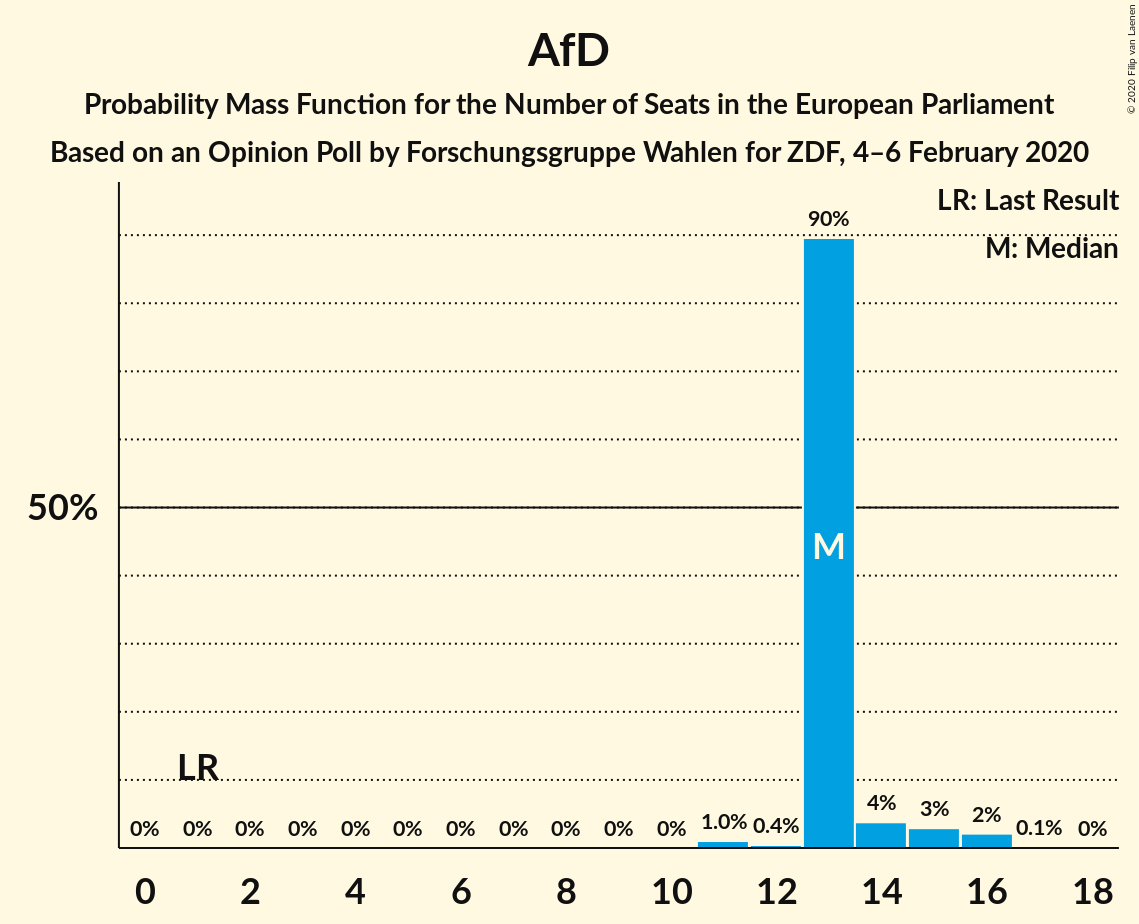 AfD
Probability Mass Function for the Number of Seats in the European Parliament
Based on an Opinion Poll by Forschungsgruppe Wahlen for ZDF, 4–6 February 2020
© 2020 Filip van Laenen
LR: Last Result
M: Median
90%
50%
M
LR
0% 0% 0% 0% 0% 0% 0% 0% 0% 0% 0% 1.0% 0.4% 4% 3% 2% 0.1% 0%
0 2 4 6 8 10 12 14 16 18